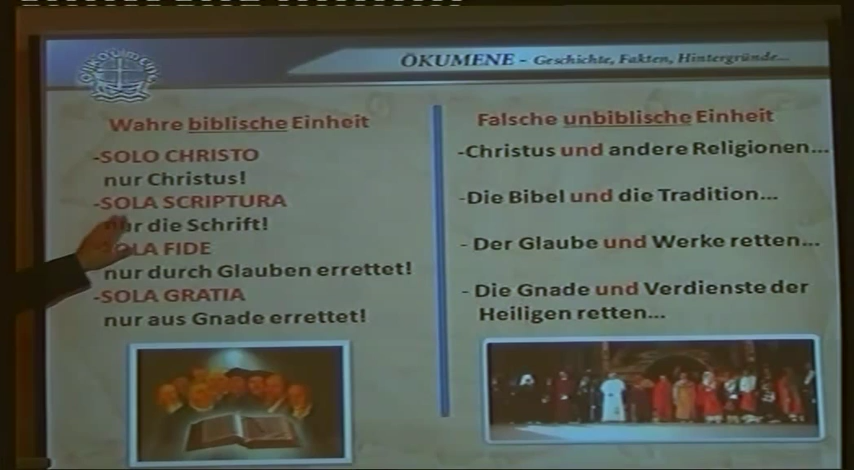 ÖKUMENE - Geschichte, Fakten, Hintergründe...
Wahre biblische Einheit
-SOLO CHRISTO
nur Christus!
-SOLA SCRIPTURA
nur die Schrift!
-SOLA FIDE
nur durch Glauben errettet!
-SOLA GRATIA
nur aus Gnade errettet!
Falsche unbiblische Einheit
-Christus und andere Religionen...
-Die Bibel und die Tradition...
- Der Glaube und Werke retten...
- Die Gnade und Verdienste der
Heiligen retten...